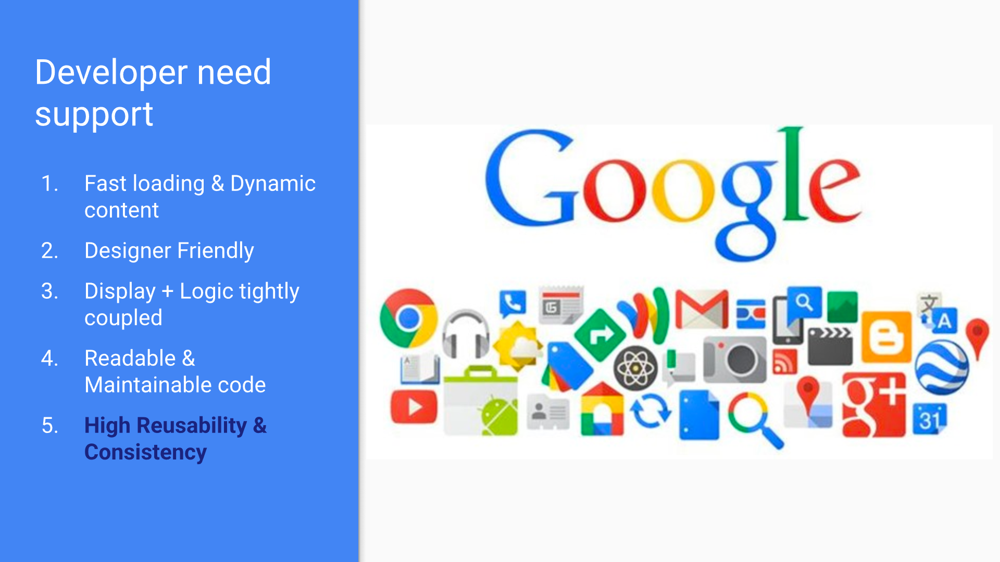 Developer need
support
1. Fast loading & Dynamic
content
2. Designer Friendly
3. Display + Logic tightly
coupled
4. Readable &
Maintainable code
5. High Reusability &
Consistency
Google
文
A
G
A
g+
31